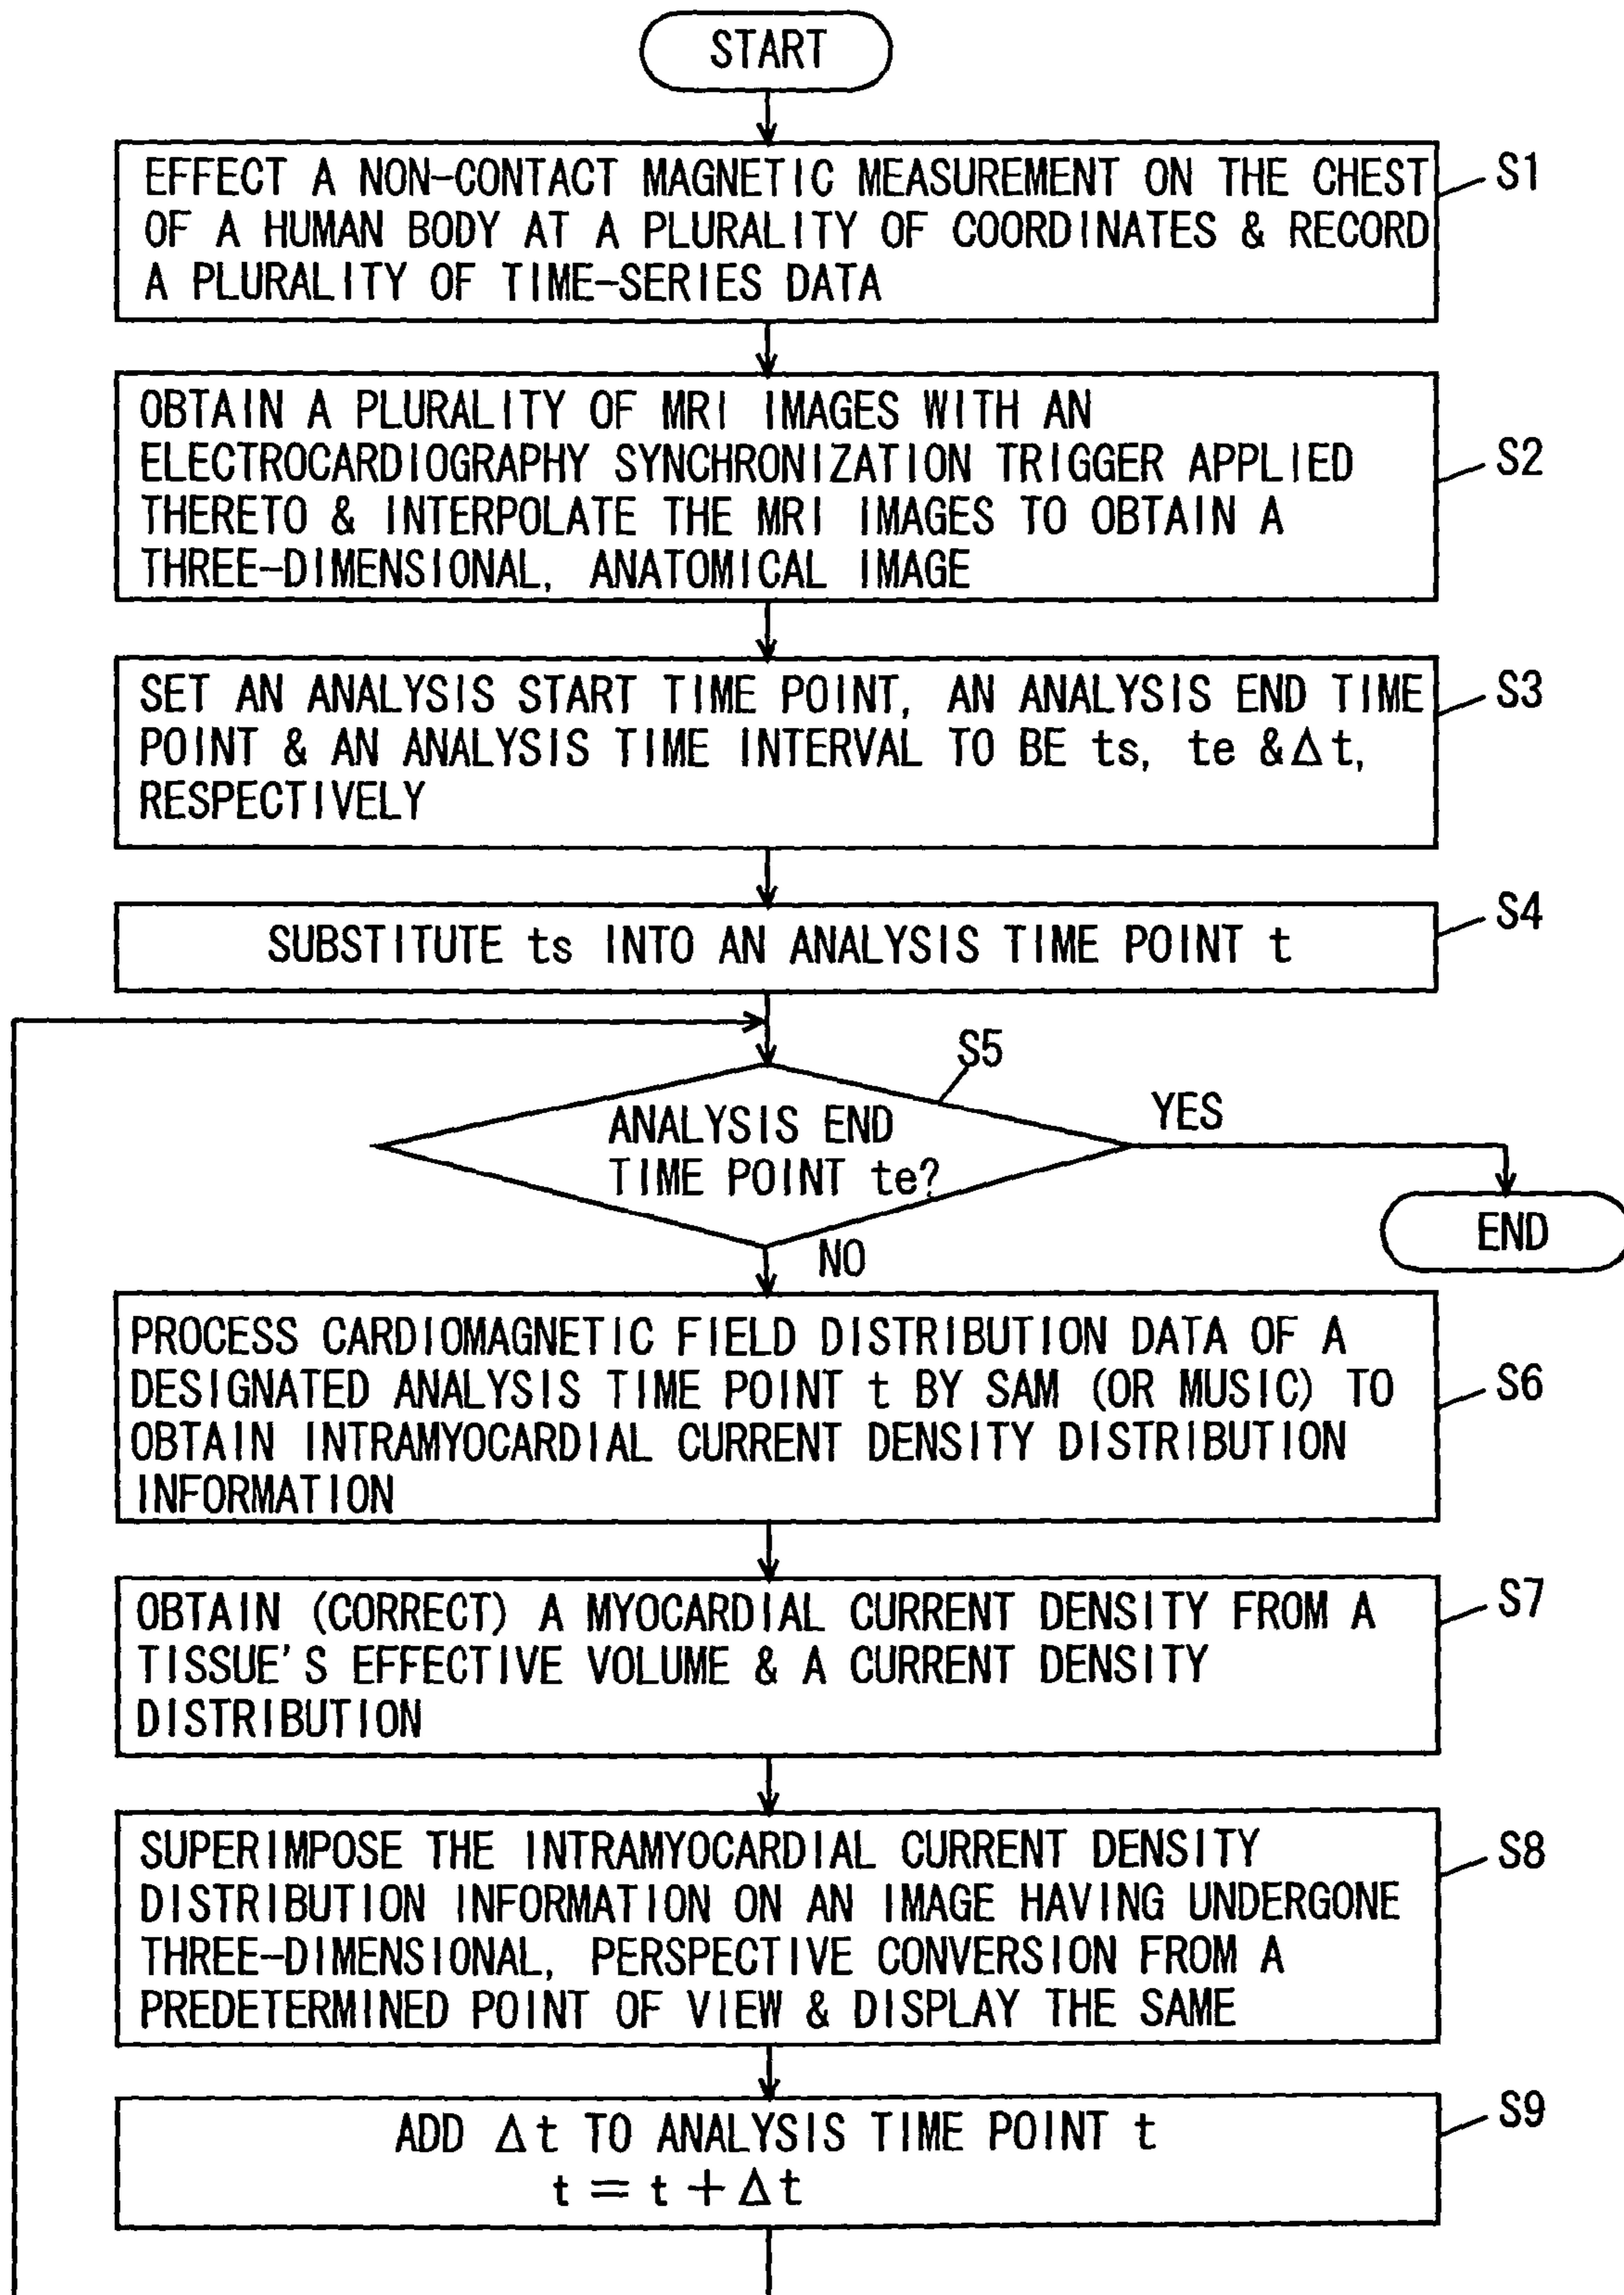 START
EFFECT A NON-CONTACT MAGNETIC MEASUREMENT ON THE CHEST
OF A HUMAN BODY AT A PLURALITY OF COORDINATES & RECORD
A PLURALITY OF TIME-SERIES DATA
S1
OBTAIN A PLURALITY OF MRI IMAGES WITH AN
ELECTROCARDIOGRAPHY SYNCHRONIZATION TRIGGER APPLIED
THERETO & INTERPOLATE THE MRI IMAGES TO OBTAIN A
THREE-DIMENSIONAL, ANATOMICAL IMAGE
S2
SET AN ANALYSIS START TIME POINT, AN ANALYSIS END TIME
POINT & AN ANALYSIS TIME INTERVAL TO BE ts, te & Δt,
RESPECTIVELY
S3
SUBSTITUTE ts INTO AN ANALYSIS TIME POINT t
S4
S5
ANALYSIS END
TIME POINT te?
YES
END
NO
PROCESS CARDIOMAGNETIC FIELD DISTRIBUTION DATA OF A
DESIGNATED ANALYSIS TIME POINT t BY SAM (OR MUSIC) TO
OBTAIN INTRAMYOCARDIAL CURRENT DENSITY DISTRIBUTION
INFORMATION
S6
OBTAIN (CORRECT) A MYOCARDIAL CURRENT DENSITY FROM A
TISSUE'S EFFECTIVE VOLUME & A CURRENT DENSITY
DISTRIBUTION
S7
SUPERIMPOSE THE INTRAMYOCARDIAL CURRENT DENSITY
DISTRIBUTION INFORMATION ON AN IMAGE HAVING UNDERGONE
THREE-DIMENSIONAL, PERSPECTIVE CONVERSION FROM A
PREDETERMINED POINT OF VIEW & DISPLAY THE SAME
S8
ADD Δt TO ANALYSIS TIME POINT t
t = t + Δt
S9